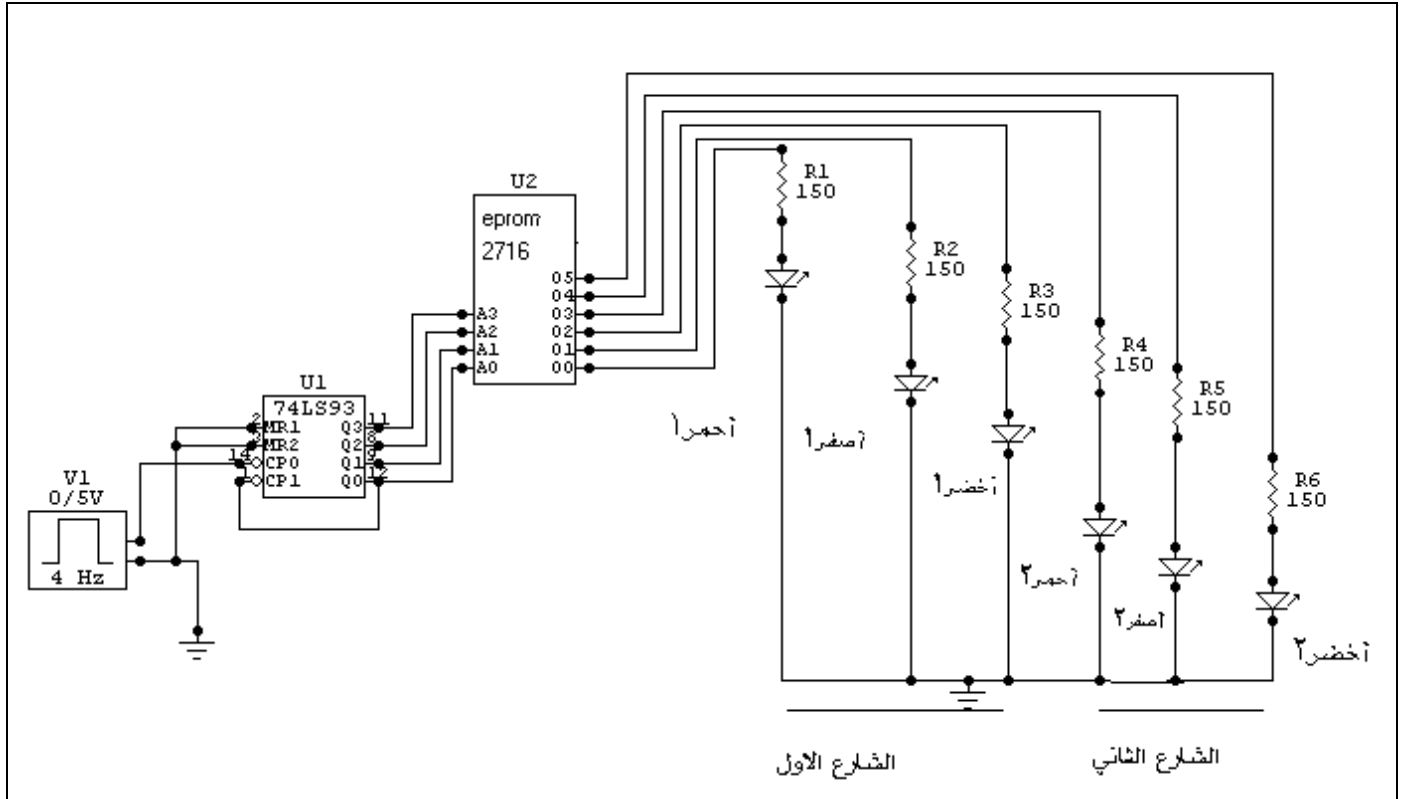 U2
eprom
2716
O5
O4
A3 O3
A2 O2
A1 O1
A0 O0
U1
74LS93
2 MR1 Q3 11
3 MR2 Q2 8
14 CP0 Q1 9
1 CP1 Q0 12
V1
0/5V
4 Hz
R1
150
R2
150
R3
150
R4
150
R5
150
R6
150
أحمر١
أصفر١
أخضر١
أحمر٢
أصفر٢
أخضر٢
الشارع الاول
الشارع الثاني